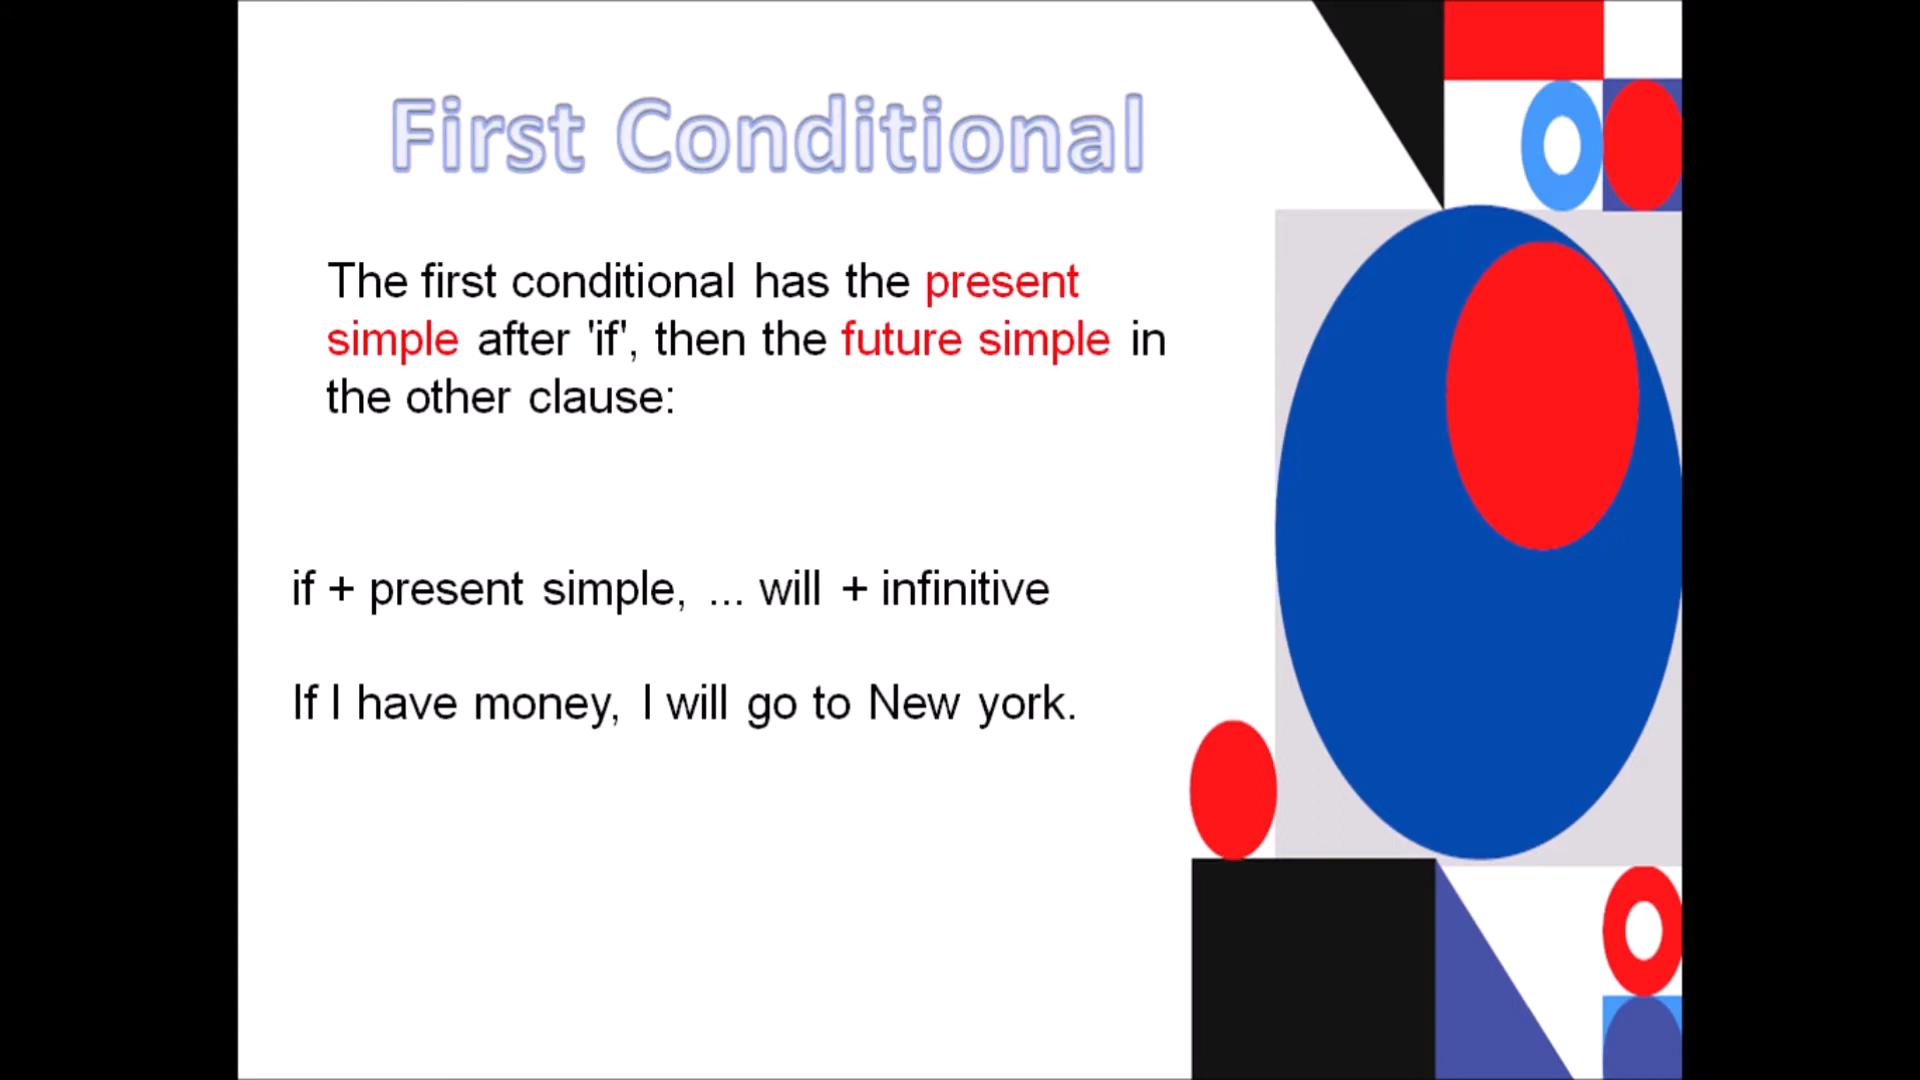 First Conditional
The first conditional has the present
simple after 'if', then the future simple in
the other clause:
if + present simple, ... will + infinitive
If I have money, I will go to New york.